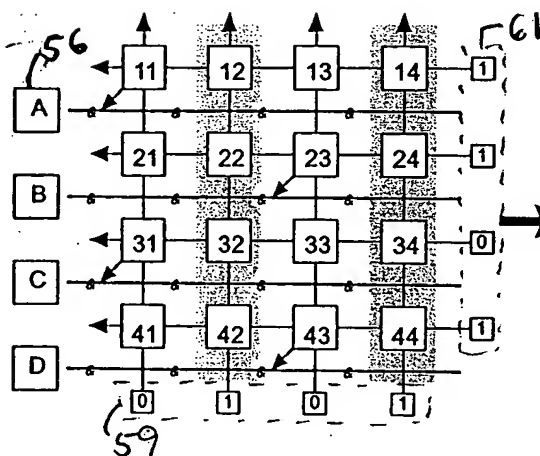 56
61
11 12 13 14 1
A & & & &
21 22 23 24 1
B & & & &
31 32 33 34 0
C & & & &
41 42 43 44 1
D & & & &
0 1 0 1
59